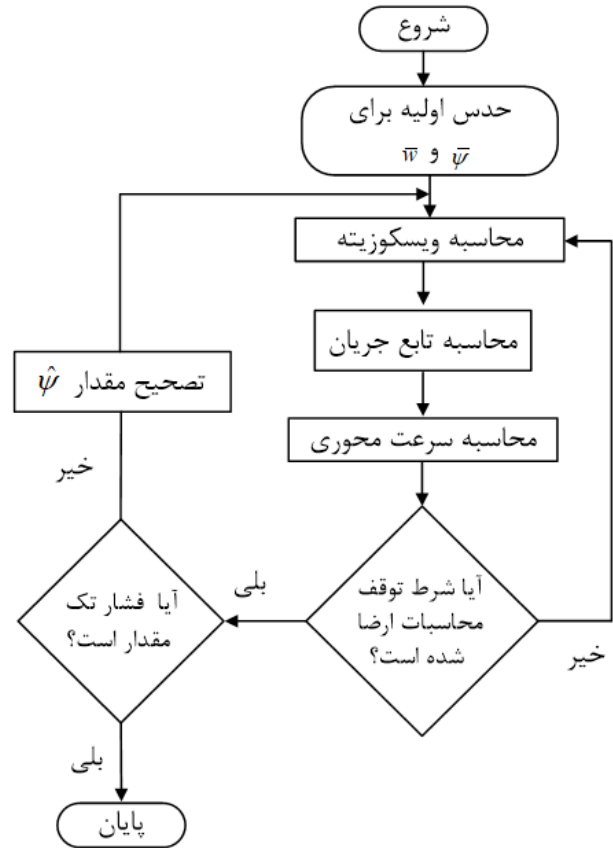 شروع
حدس اولیه برای
ψ̄ و w̄
محاسبه ویسکوزیته
محاسبه تابع جریان
تصحیح مقدار ψ̂
محاسبه سرعت محوری
خیر
آیا شرط توقف
محاسبات ارضا
شده است؟
خیر
بلی
آیا فشار تک
مقدار است؟
بلی
پایان